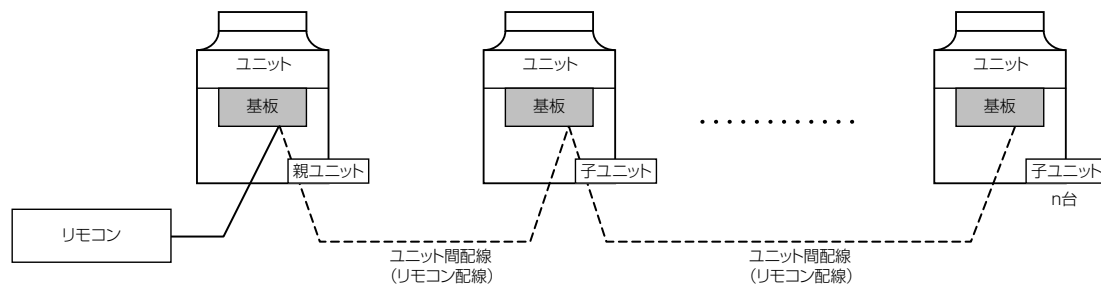 ユニット
基板
親ユニット
ユニット
基板
子ユニット
ユニット
基板
子ユニット
n台
リモコン
ユニット間配線
(リモコン配線)
ユニット間配線
(リモコン配線)